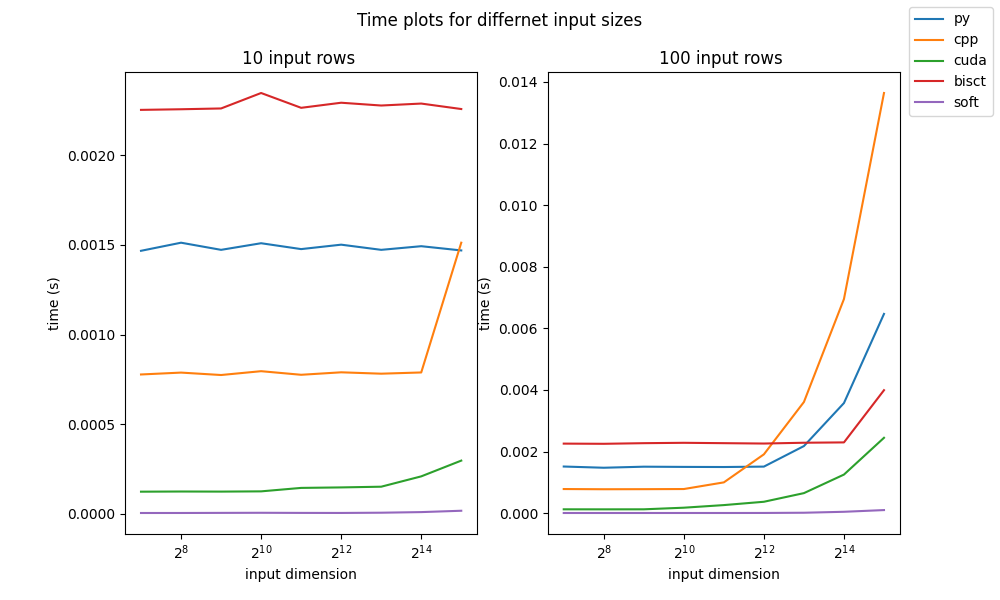 Time plots for differnet input sizes
py
cpp
cuda
bisct
soft
10 input rows
time (s)
0.0020
0.0015
0.0010
0.0005
0.0000
2^8 2^10 2^12 2^14
input dimension
100 input rows
time (s)
0.014
0.012
0.010
0.008
0.006
0.004
0.002
0.000
2^8 2^10 2^12 2^14
input dimension